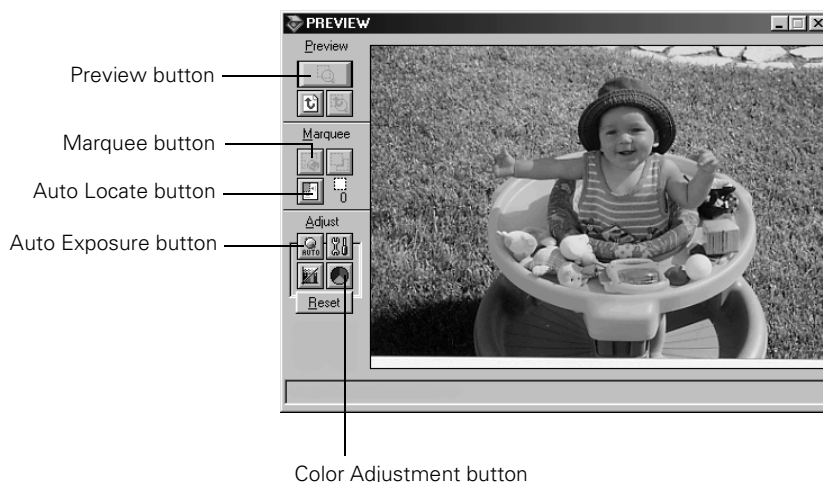 PREVIEW
Preview
Preview button
Marquee
Marquee button
Auto Locate button
0
Adjust
Auto Exposure button
AUTO
Reset
Color Adjustment button